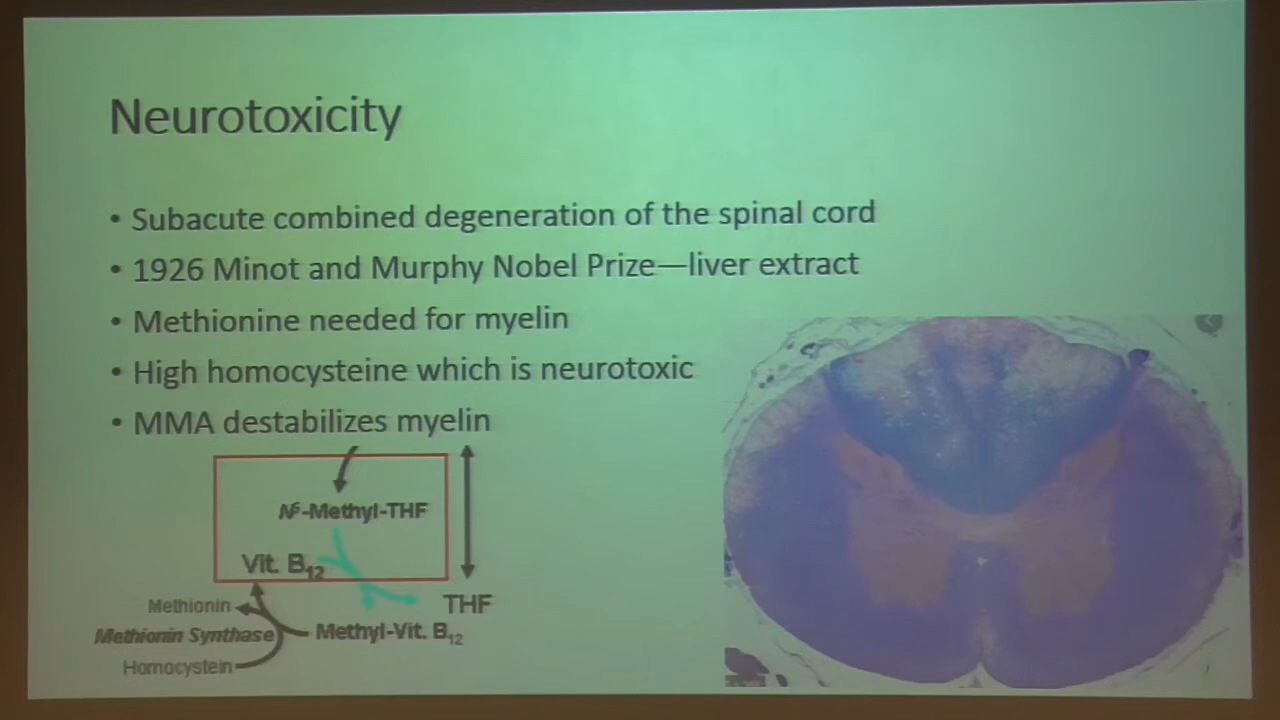 Neurotoxicity
• Subacute combined degeneration of the spinal cord
• 1926 Minot and Murphy Nobel Prize—liver extract
• Methionine needed for myelin
• High homocysteine which is neurotoxic
• MMA destabilizes myelin
N⁵-Methyl-THF
Vit. B₁₂
Methionin
THF
Methionin Synthase
Methyl-Vit. B₁₂
Homocystein